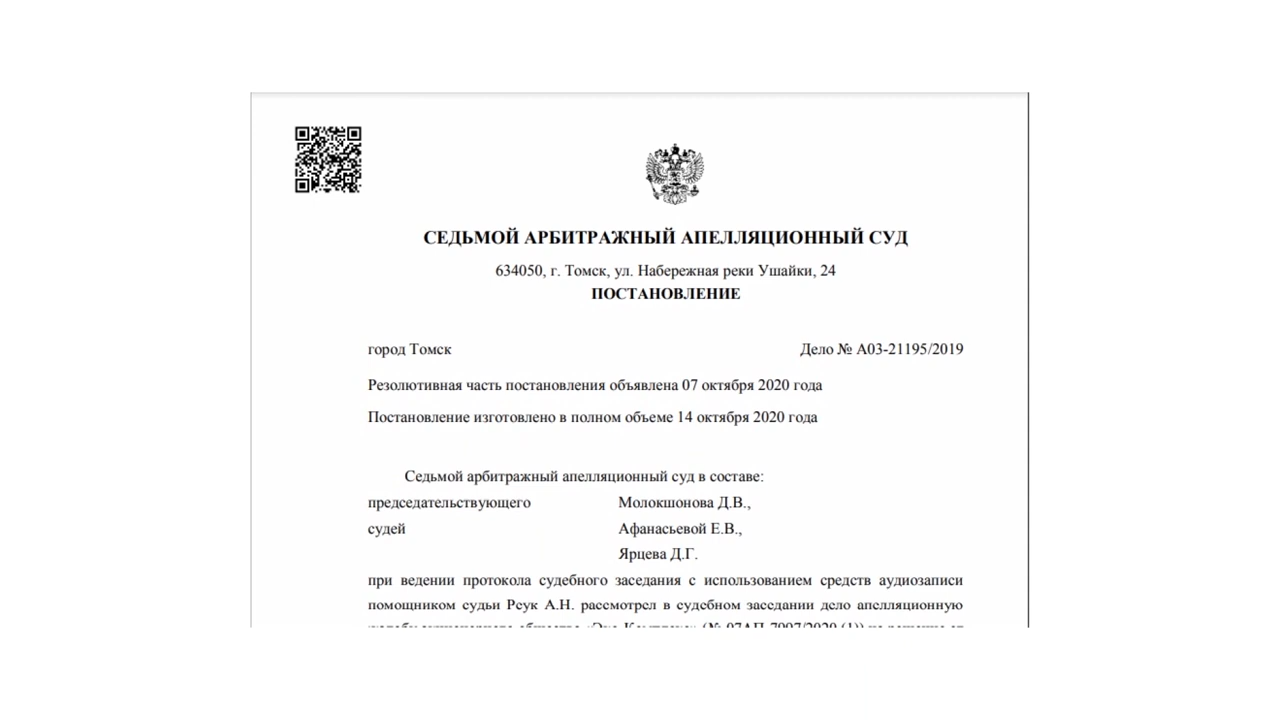 СЕДЬМОЙ АРБИТРАЖНЫЙ АПЕЛЛЯЦИОННЫЙ СУД
634050, г. Томск, ул. Набережная реки Ушайки, 24
ПОСТАНОВЛЕНИЕ
город Томск Дело № А03-21195/2019
Резолютивная часть постановления объявлена 07 октября 2020 года
Постановление изготовлено в полном объеме 14 октября 2020 года
Седьмой арбитражный апелляционный суд в составе:
председательствующего Молокшонова Д.В.,
судей Афанасьевой Е.В.,
Ярцева Д.Г.
при ведении протокола судебного заседания с использованием средств аудиозаписи
помощником судьи Реук А.Н. рассмотрел в судебном заседании дело апелляционную